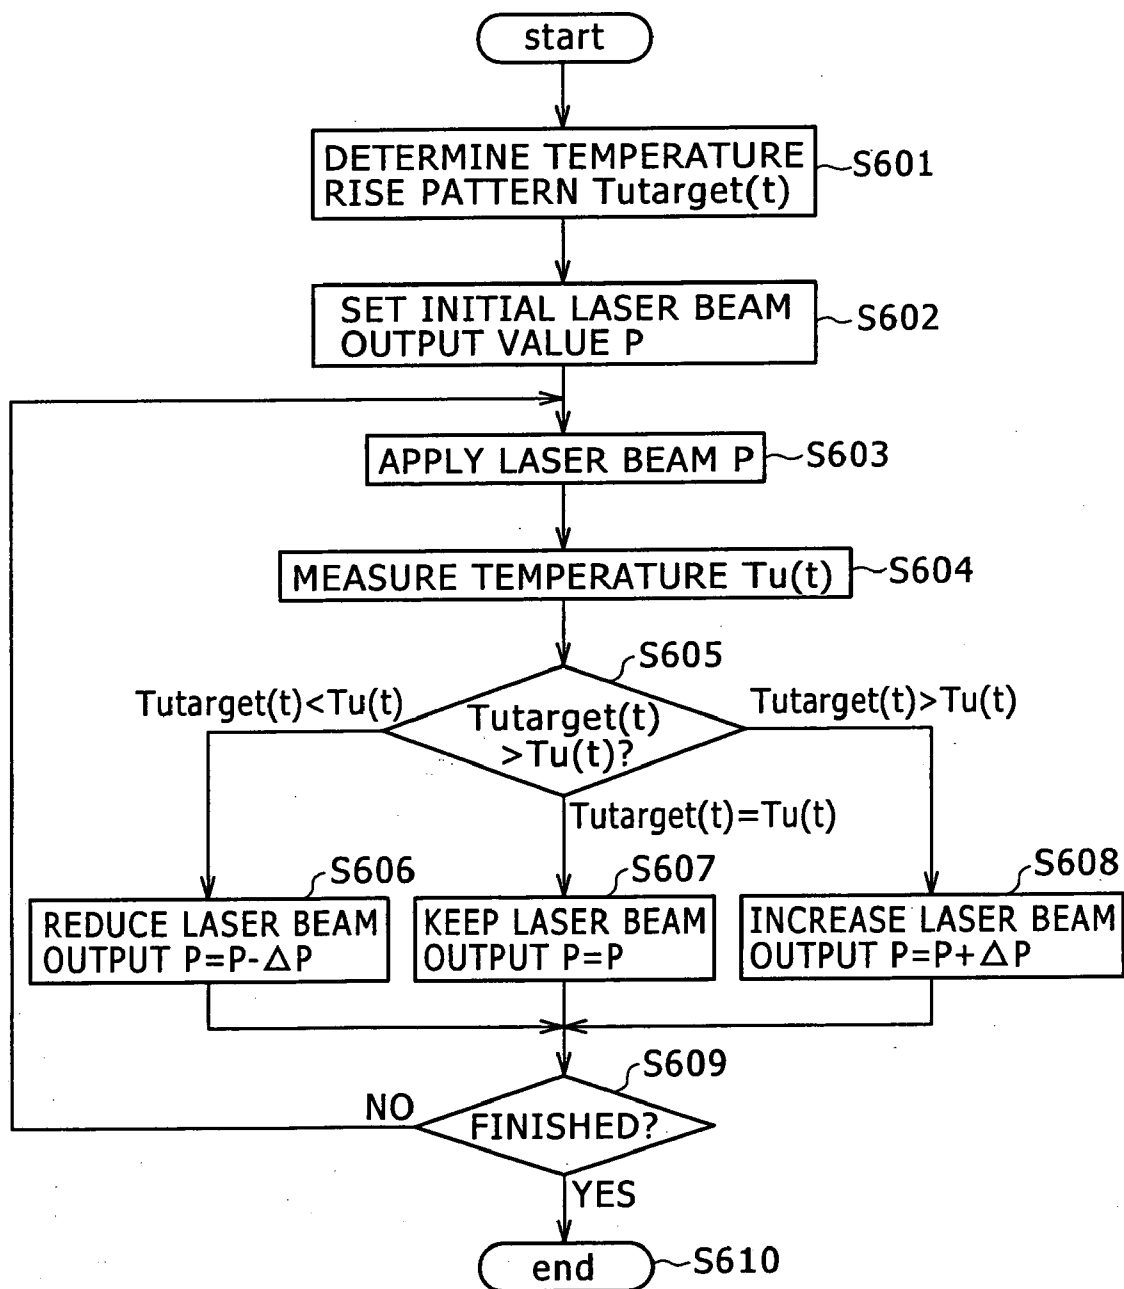 start
DETERMINE TEMPERATURE
RISE PATTERN Tutarget(t)
S601
SET INITIAL LASER BEAM
OUTPUT VALUE P
S602
APPLY LASER BEAM P
S603
MEASURE TEMPERATURE Tu(t)
S604
S605
Tutarget(t)<Tu(t)
Tutarget(t)
>Tu(t)?
Tutarget(t)>Tu(t)
Tutarget(t)=Tu(t)
S606
REDUCE LASER BEAM
OUTPUT P=P-ΔP
S607
KEEP LASER BEAM
OUTPUT P=P
S608
INCREASE LASER BEAM
OUTPUT P=P+ΔP
S609
FINISHED?
NO
YES
end
S610